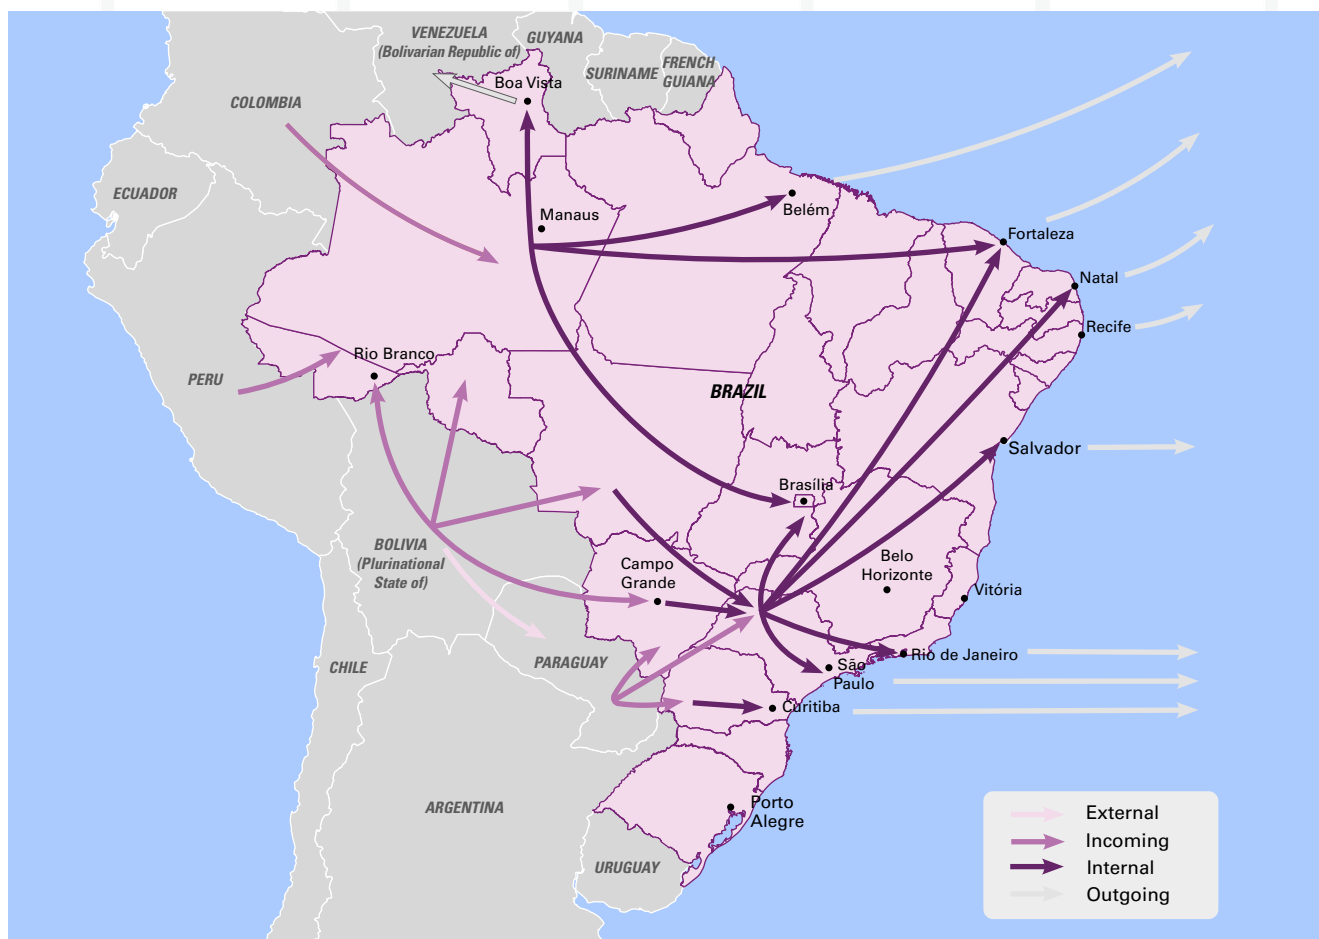 VENEZUELA
(Bolivarian Republic of)
GUYANA
SURINAME
FRENCH
GUIANA
Boa Vista
COLOMBIA
ECUADOR
Manaus
Belém
Fortaleza
Natal
Recife
Rio Branco
PERU
BRAZIL
Salvador
Brasília
BOLIVIA
(Plurinational
State of)
Campo
Grande
Belo
Horizonte
Vitória
CHILE
PARAGUAY
Rio de Janeiro
São
Paulo
Curitiba
ARGENTINA
Porto
Alegre
URUGUAY
External
Incoming
Internal
Outgoing